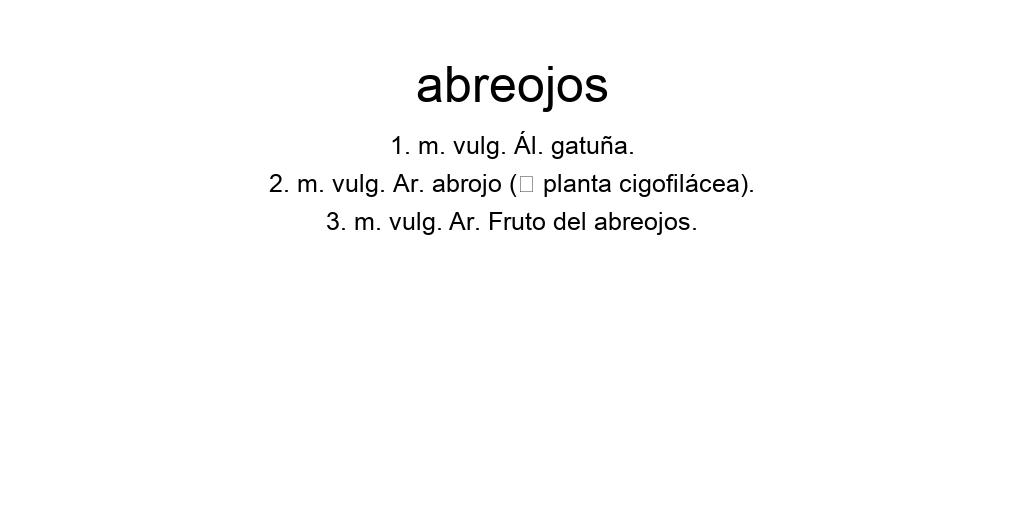 abreojos
1. m. vulg. Ál. gatuña.
2. m. vulg. Ar. abrojo (□ planta cigofilácea).
3. m. vulg. Ar. Fruto del abreojos.